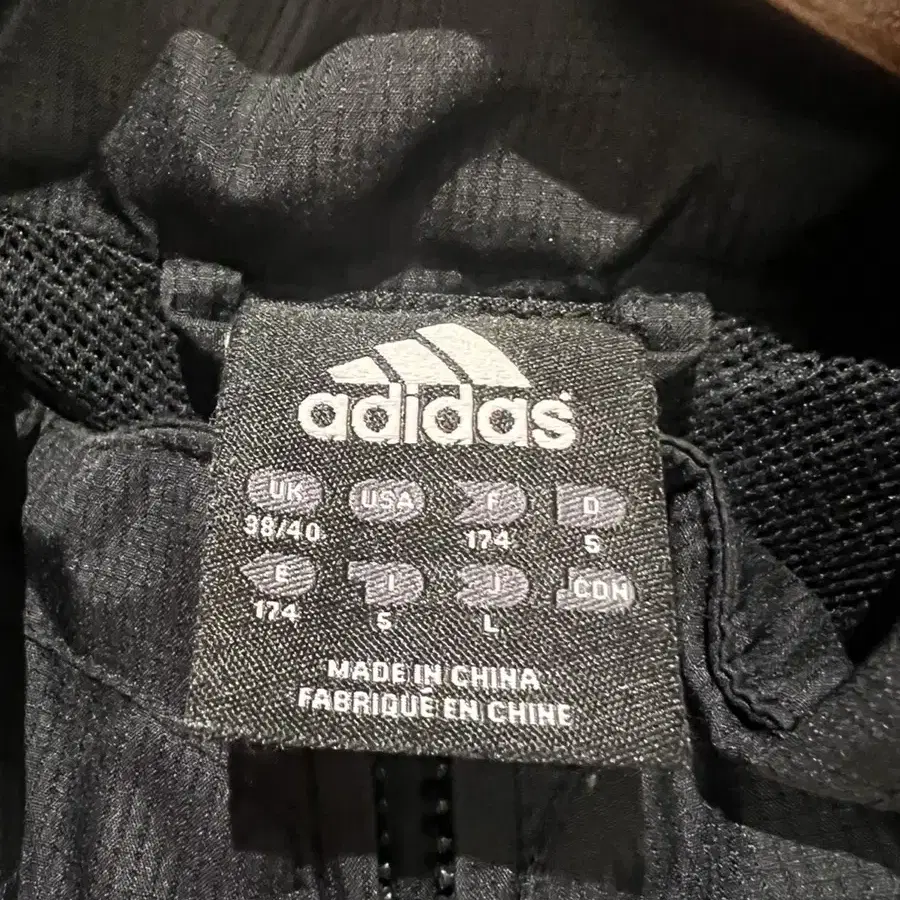 adidas
UK USA F D
38/40 174 S
E I J CDN
174 S L
MADE IN CHINA
FABRIQUÉ EN CHINE